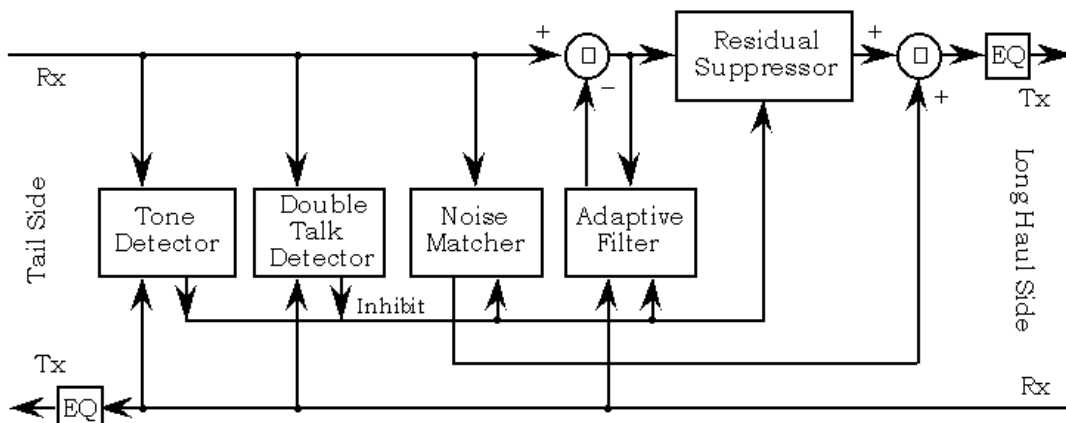 +
+
Residual
Suppressor
EQ
Rx
−
+
Tx
Tail Side
Tone
Detector
Double
Talk
Detector
Noise
Matcher
Adaptive
Filter
Long Haul Side
Inhibit
Tx
EQ
Rx